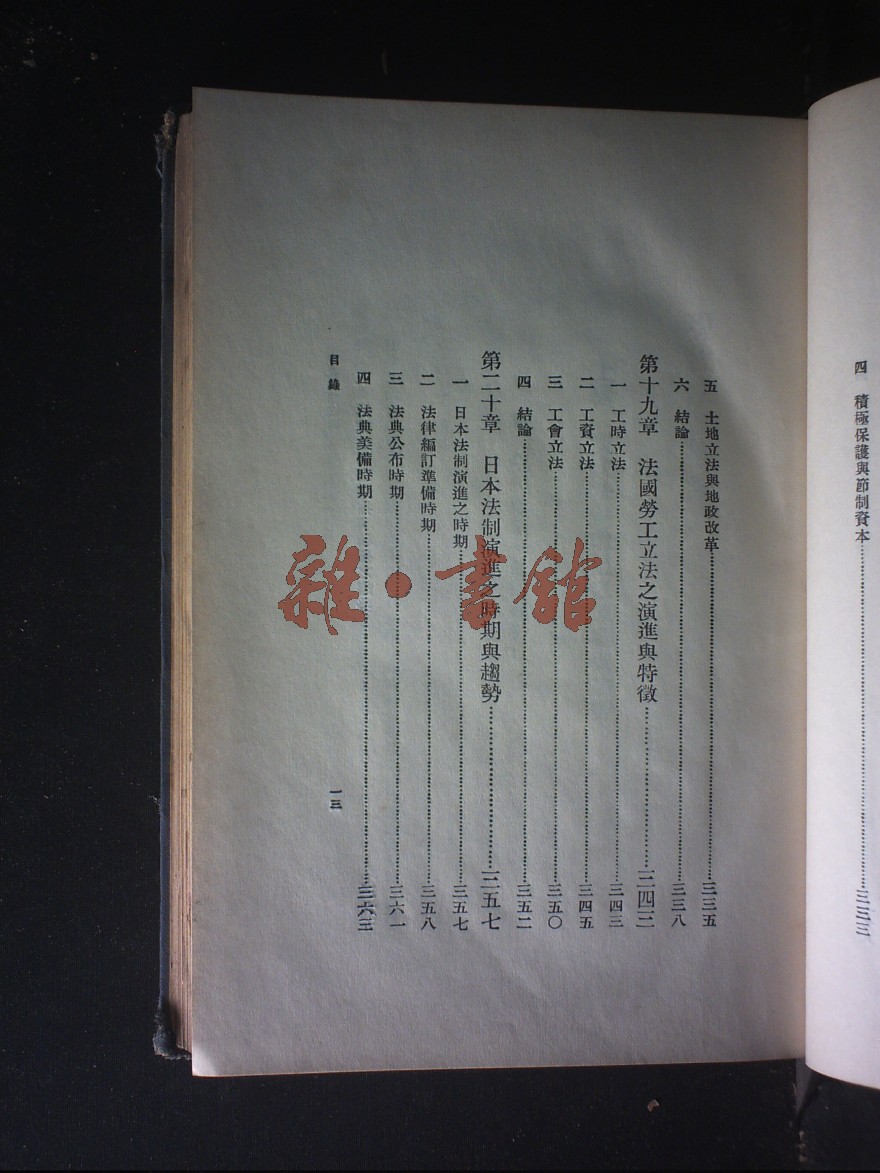 四　積極保護與節制資本……三三三
五　土地立法與地政改革……三三五
六　結論……三三八
第十九章　法國勞工立法之演進與特徵……三四三
一　工時立法……三四三
二　工資立法……三四五
三　工會立法……三五〇
四　結論……三五二
第二十章　日本法制演進之時期與趨勢……三五七
一　日本法制演進之時期……三五七
二　法律編訂準備時期……三五八
三　法典公布時期……三六一
四　法典美備時期……三六三
目錄
一三
雜·書館